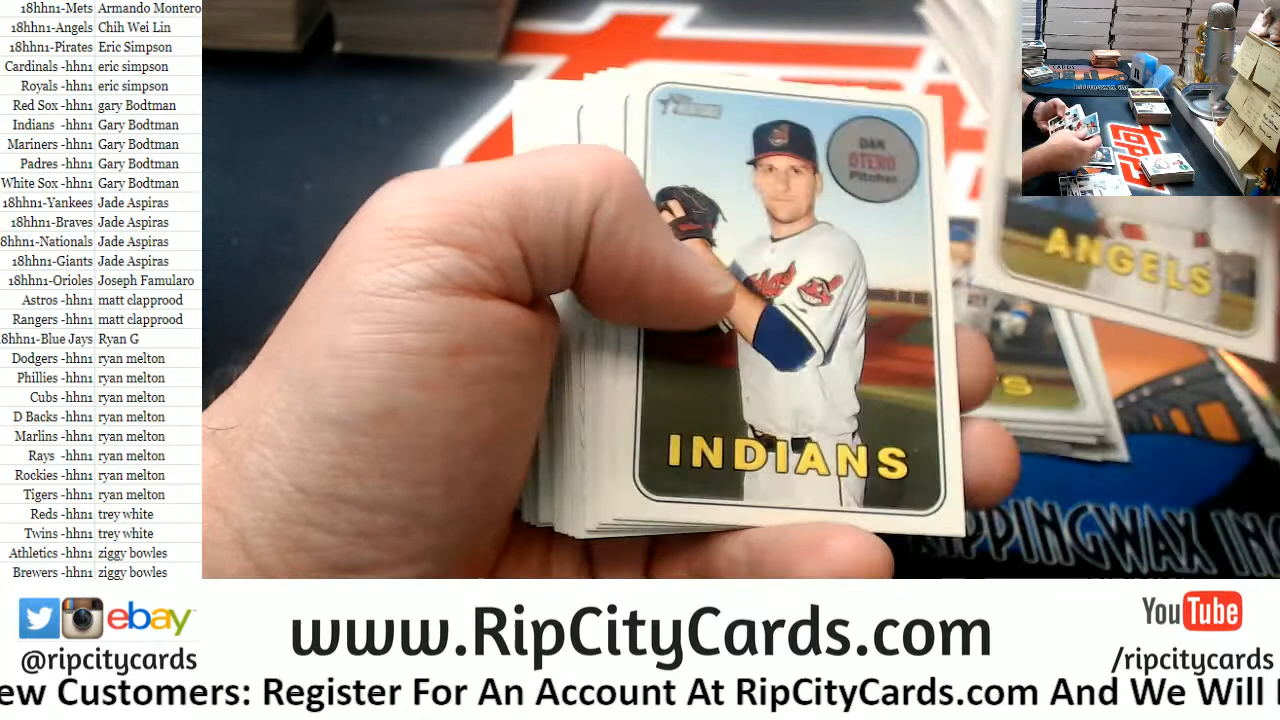 18hhn1-Mets Armando Montero
18hhn1-Angels Chih Wei Lin
18hhn1-Pirates Eric Simpson
Cardinals -hhn1 eric simpson
Royals -hhn1 eric simpson
Red Sox -hhn1 gary Bodtman
Indians -hhn1 Gary Bodtman
Mariners -hhn1 Gary Bodtman
Padres -hhn1 Gary Bodtman
White Sox -hhn1 Gary Bodtman
18hhn1-Yankees Jade Aspiras
18hhn1-Braves Jade Aspiras
8hhn1-Nationals Jade Aspiras
18hhn1-Giants Jade Aspiras
18hhn1-Orioles Joseph Famularo
Astros -hhn1 matt clapprood
Rangers -hhn1 matt clapprood
8hhn1-Blue Jays Ryan G
Dodgers -hhn1 ryan melton
Phillies -hhn1 ryan melton
Cubs -hhn1 ryan melton
D Backs -hhn1 ryan melton
Marlins -hhn1 ryan melton
Rays -hhn1 ryan melton
Rockies -hhn1 ryan melton
Tigers -hhn1 ryan melton
Reds -hhn1 trey white
Twins -hhn1 trey white
Athletics -hhn1 ziggy bowles
Brewers -hhn1 ziggy bowles
DAN
OTERO
Pitcher
Indians
INDIANS
ANGELS
S
topps
PPINGWAX INC
ebay
@ripcitycards
www.RipCityCards.com
YouTube
/ripcitycards
ew Customers: Register For An Account At RipCityCards.com And We Will